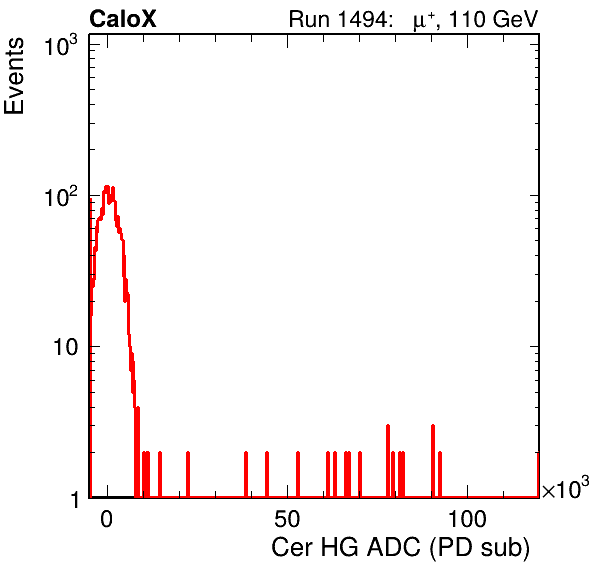 CaloX Run 1494: μ⁺, 110 GeV
Events
10³
10²
10
1
0 50 100 ×10³
Cer HG ADC (PD sub)